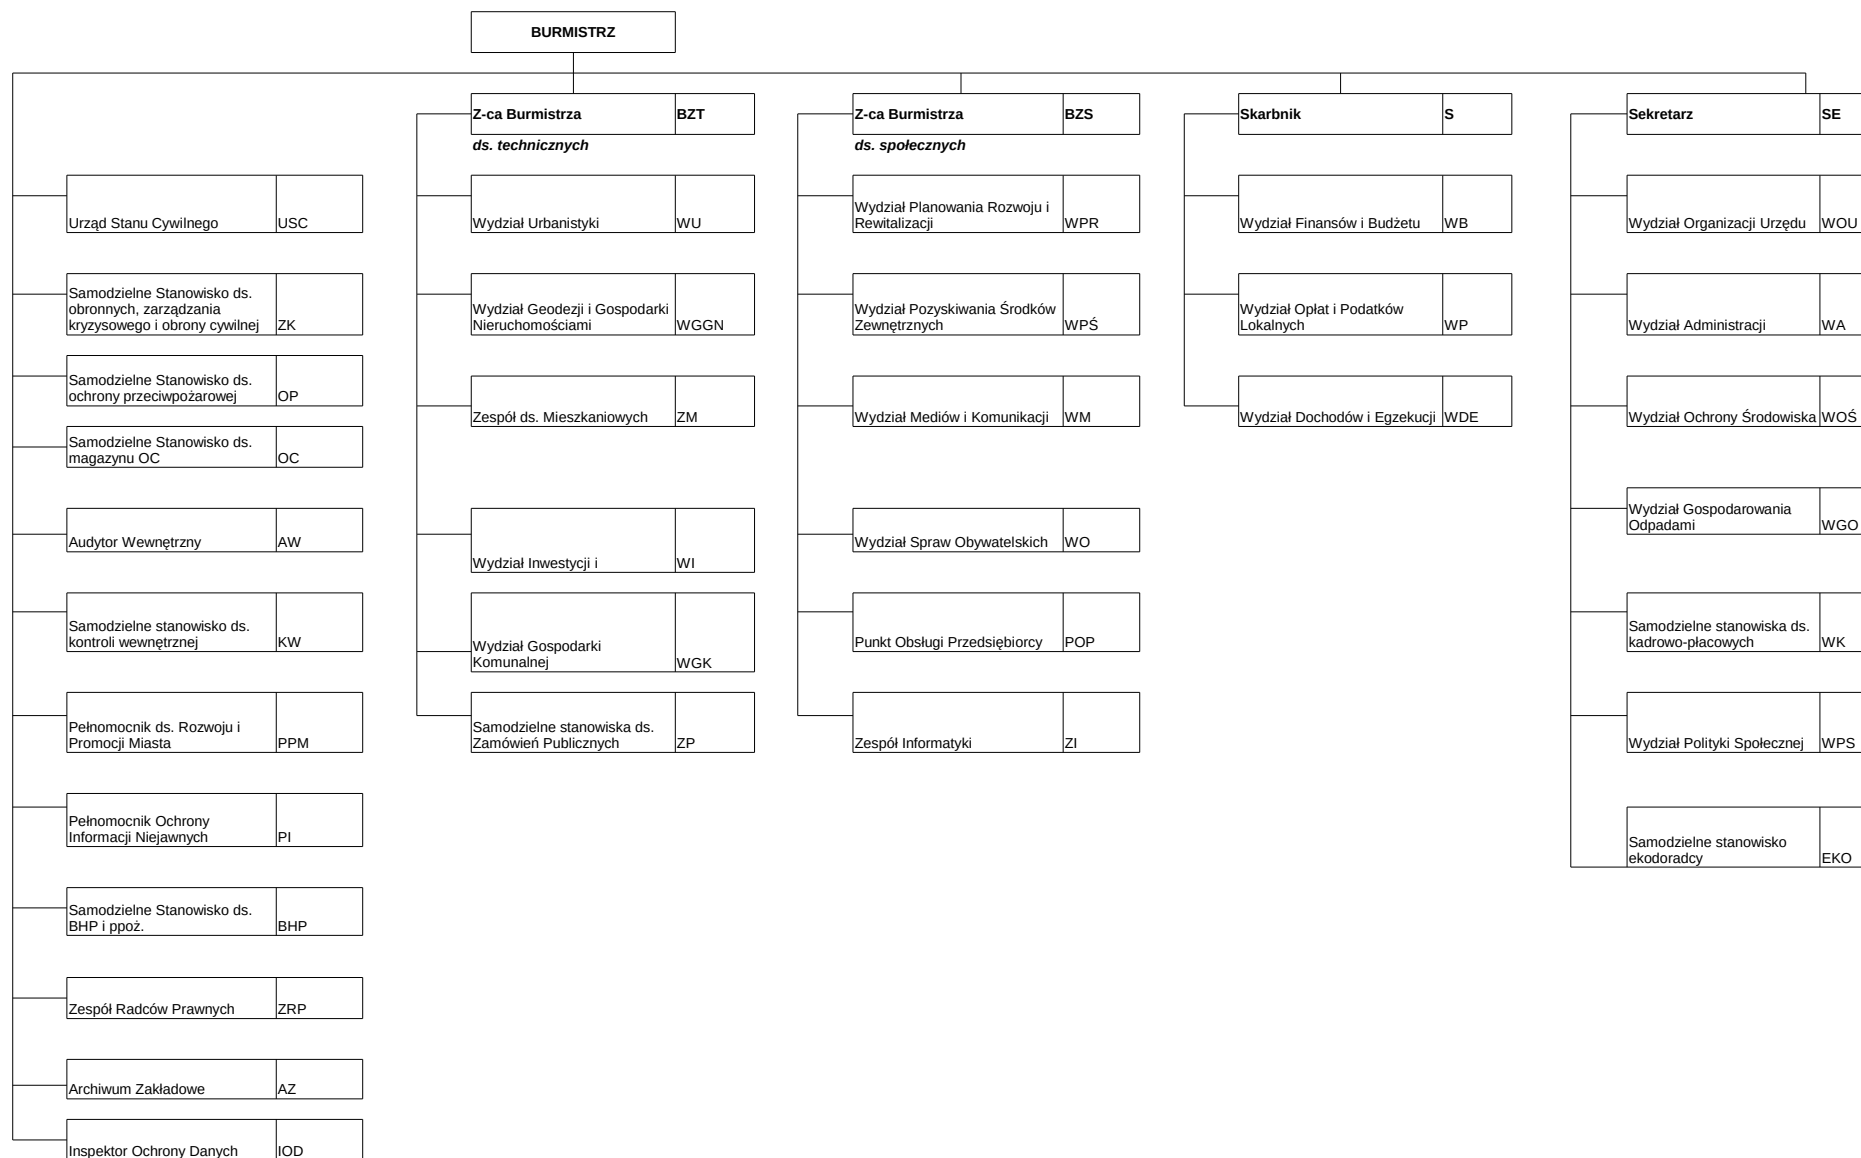 BURMISTRZ
Z-ca Burmistrza BZT
ds. technicznych
Z-ca Burmistrza BZS
ds. społecznych
Skarbnik S
Sekretarz SE
Urząd Stanu Cywilnego USC
Samodzielne Stanowisko ds.
obronnych, zarządzania
kryzysowego i obrony cywilnej ZK
Samodzielne Stanowisko ds.
ochrony przeciwpożarowej OP
Samodzielne Stanowisko ds.
magazynu OC OC
Audytor Wewnętrzny AW
Samodzielne stanowisko ds.
kontroli wewnętrznej KW
Pełnomocnik ds. Rozwoju i
Promocji Miasta PPM
Pełnomocnik Ochrony
Informacji Niejawnych PI
Samodzielne Stanowisko ds.
BHP i ppoż. BHP
Zespół Radców Prawnych ZRP
Archiwum Zakładowe AZ
Inspektor Ochrony Danych IOD
Wydział Urbanistyki WU
Wydział Geodezji i Gospodarki
Nieruchomościami WGGN
Zespół ds. Mieszkaniowych ZM
Wydział Inwestycji i WI
Wydział Gospodarki
Komunalnej WGK
Samodzielne stanowiska ds.
Zamówień Publicznych ZP
Wydział Planowania Rozwoju i
Rewitalizacji WPR
Wydział Pozyskiwania Środków
Zewnętrznych WPŚ
Wydział Mediów i Komunikacji WM
Wydział Spraw Obywatelskich WO
Punkt Obsługi Przedsiębiorcy POP
Zespół Informatyki ZI
Wydział Finansów i Budżetu WB
Wydział Opłat i Podatków
Lokalnych WP
Wydział Dochodów i Egzekucji WDE
Wydział Organizacji Urzędu WOU
Wydział Administracji WA
Wydział Ochrony Środowiska WOŚ
Wydział Gospodarowania
Odpadami WGO
Samodzielne stanowiska ds.
kadrowo-płacowych WK
Wydział Polityki Społecznej WPS
Samodzielne stanowisko
ekodoradcy EKO